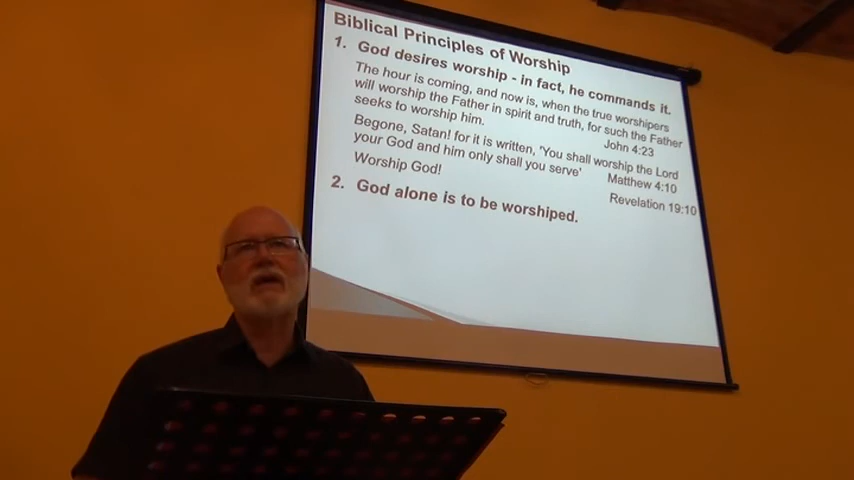 Biblical Principles of Worship
1. God desires worship - in fact, he commands it.
The hour is coming, and now is, when the true worshipers
will worship the Father in spirit and truth, for such the Father
seeks to worship him.
John 4:23
Begone, Satan! for it is written, 'You shall worship the Lord
your God and him only shall you serve'
Matthew 4:10
Worship God!
Revelation 19:10
2. God alone is to be worshiped.